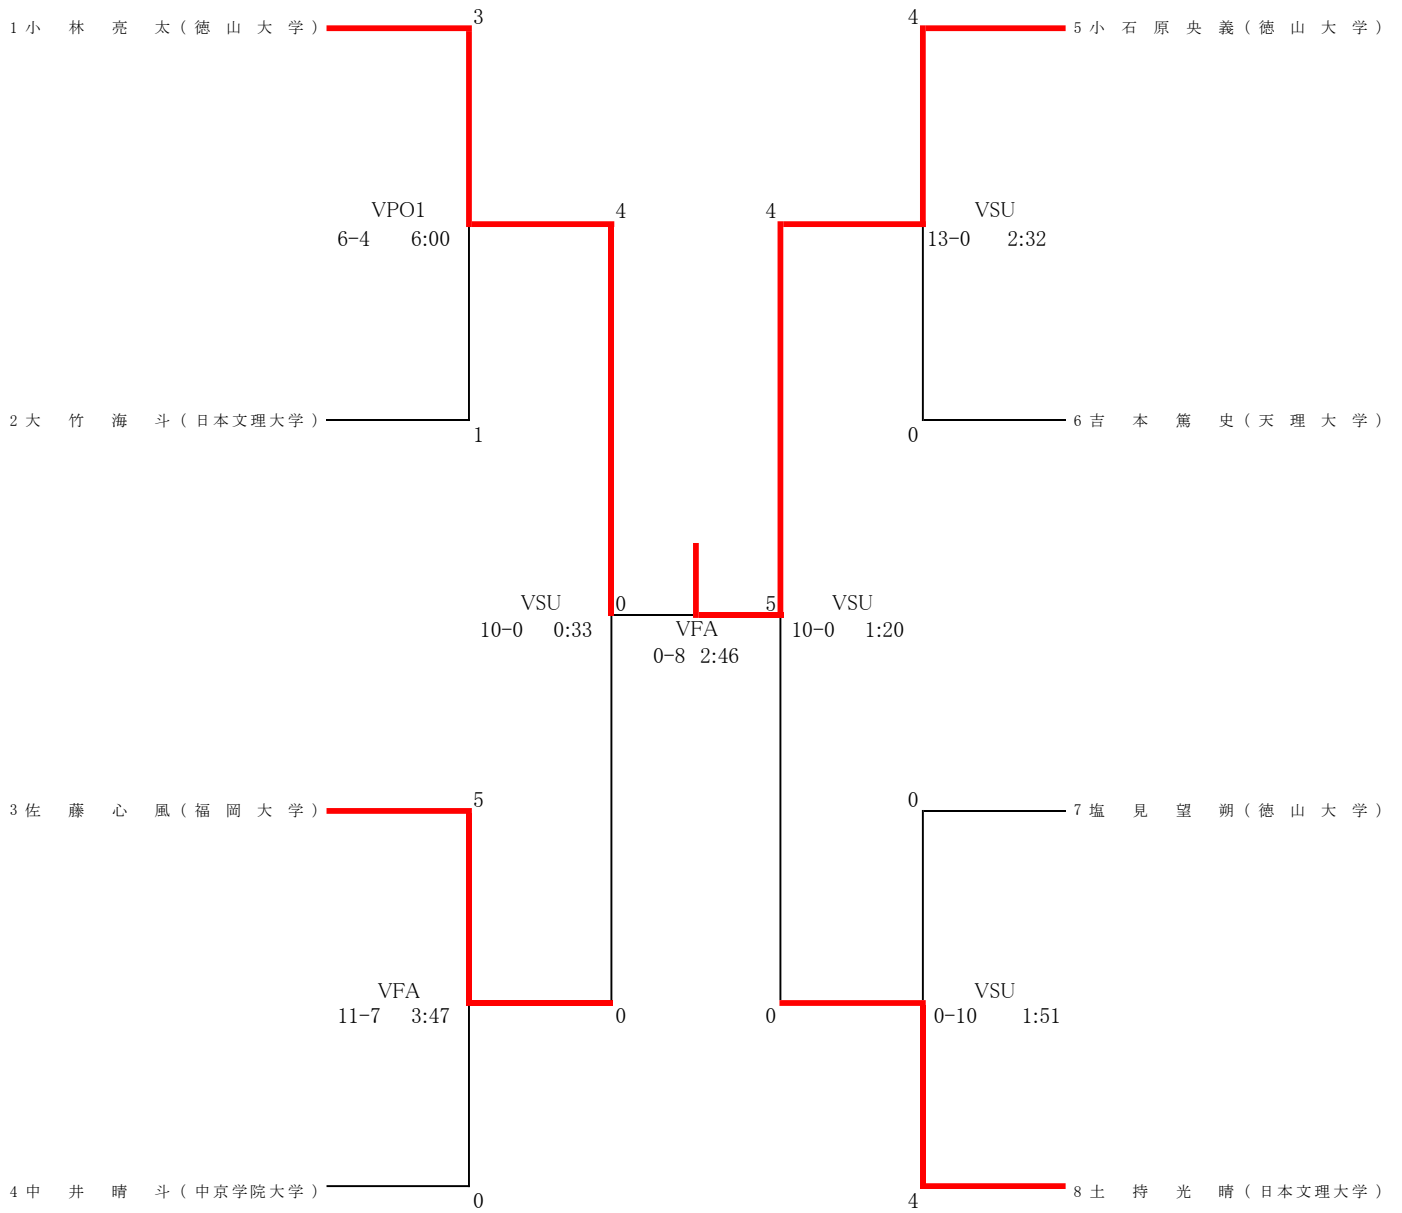 3
4
1 小林亮太(徳山大学)
5 小石原央義(徳山大学)
VPO1
4
4
VSU
6-4 6:00
13-0 2:32
2 大竹海斗(日本文理大学)
6 吉本篤史(天理大学)
1
0
VSU
0
5
VSU
10-0 0:33
VFA
10-0 1:20
0-8 2:46
5
0
3 佐藤心風(福岡大学)
7 塩見望朔(徳山大学)
VFA
VSU
11-7 3:47
0
0
0-10 1:51
4 中井晴斗(中京学院大学)
8 土持光晴(日本文理大学)
0
4